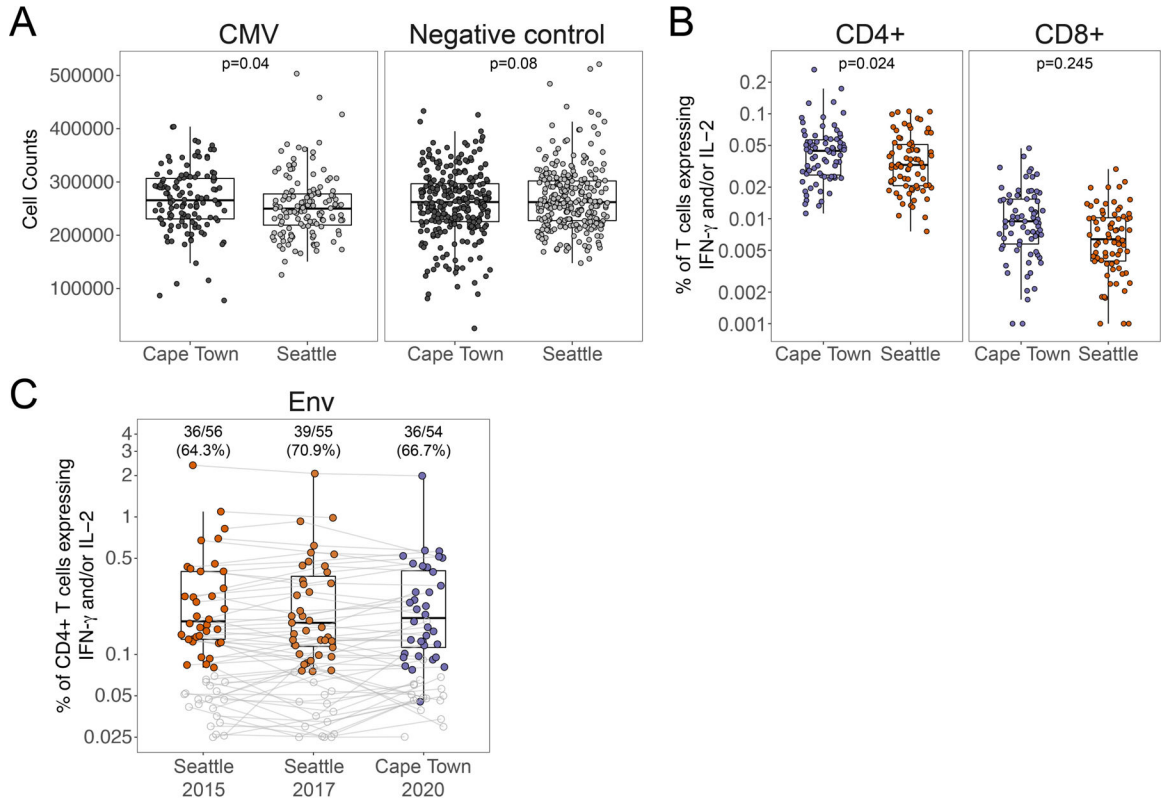 A
CMV
Negative control
p=0.04
p=0.08
Cell Counts
500000
400000
300000
200000
100000
Cape Town
Seattle
Cape Town
Seattle
B
CD4+
CD8+
p=0.024
p=0.245
% of T cells expressing
IFN-γ and/or IL-2
0.2
0.1
0.05
0.02
0.01
0.005
0.002
0.001
Cape Town
Seattle
Cape Town
Seattle
C
Env
36/56
(64.3%)
39/55
(70.9%)
36/54
(66.7%)
% of CD4+ T cells expressing
IFN-γ and/or IL-2
4
3
2
1
0.5
0.1
0.05
0.025
Seattle
2015
Seattle
2017
Cape Town
2020